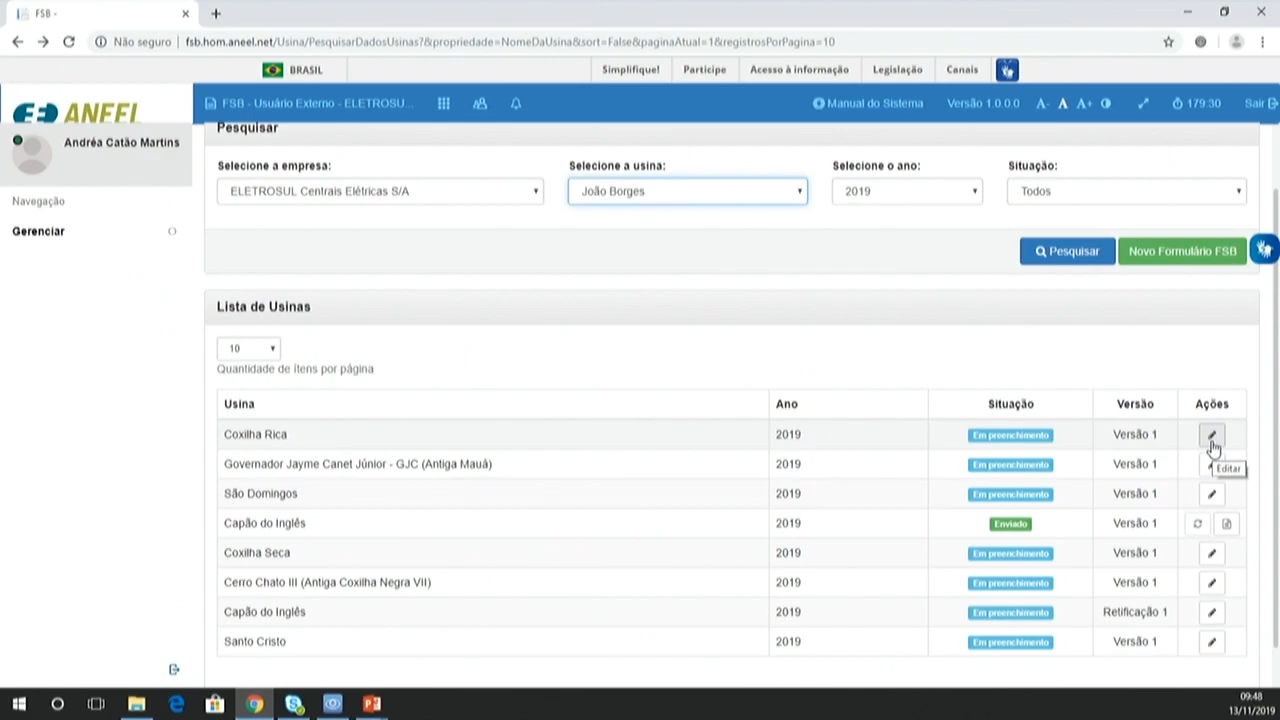 FSB -
Não seguro | fsb.hom.aneel.net/Usina/PesquisarDadosUsinas?&propriedade=NomeDaUsina&sort=False&paginaAtual=1&registrosPorPagina=10
BRASIL Simplifique! Participe Acesso à informação Legislação Canais
ANEEL
FSB - Usuário Externo - ELETROSU... Manual do Sistema Versão 1.0.0.0 A- A A+ 179:30 Sair
Andréa Catão Martins
Navegação
Gerenciar
Pesquisar
Selecione a empresa: Selecione a usina: Selecione o ano: Situação:
ELETROSUL Centrais Elétricas S/A João Borges 2019 Todos
Pesquisar Novo Formulário FSB
Lista de Usinas
10
Quantidade de ítens por página
Usina Ano Situação Versão Ações
Coxilha Rica 2019 Em preenchimento Versão 1
Editar
Governador Jayme Canet Júnior - GJC (Antiga Mauá) 2019 Em preenchimento Versão 1
São Domingos 2019 Em preenchimento Versão 1
Capão do Inglês 2019 Enviado Versão 1
Coxilha Seca 2019 Em preenchimento Versão 1
Cerro Chato III (Antiga Coxilha Negra VII) 2019 Em preenchimento Versão 1
Capão do Inglês 2019 Em preenchimento Retificação 1
Santo Cristo 2019 Em preenchimento Versão 1
09:48
13/11/2019